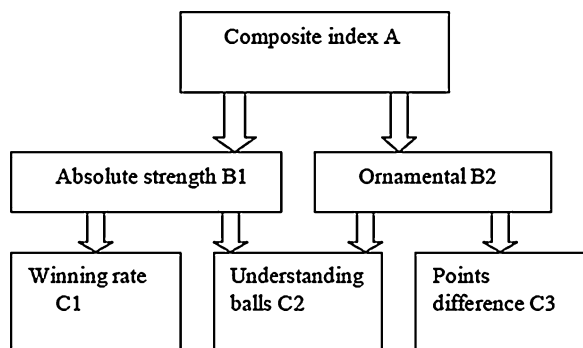 Composite index A
Absolute strength B1
Ornamental B2
Winning rate
C1
Understanding
balls C2
Points
difference C3